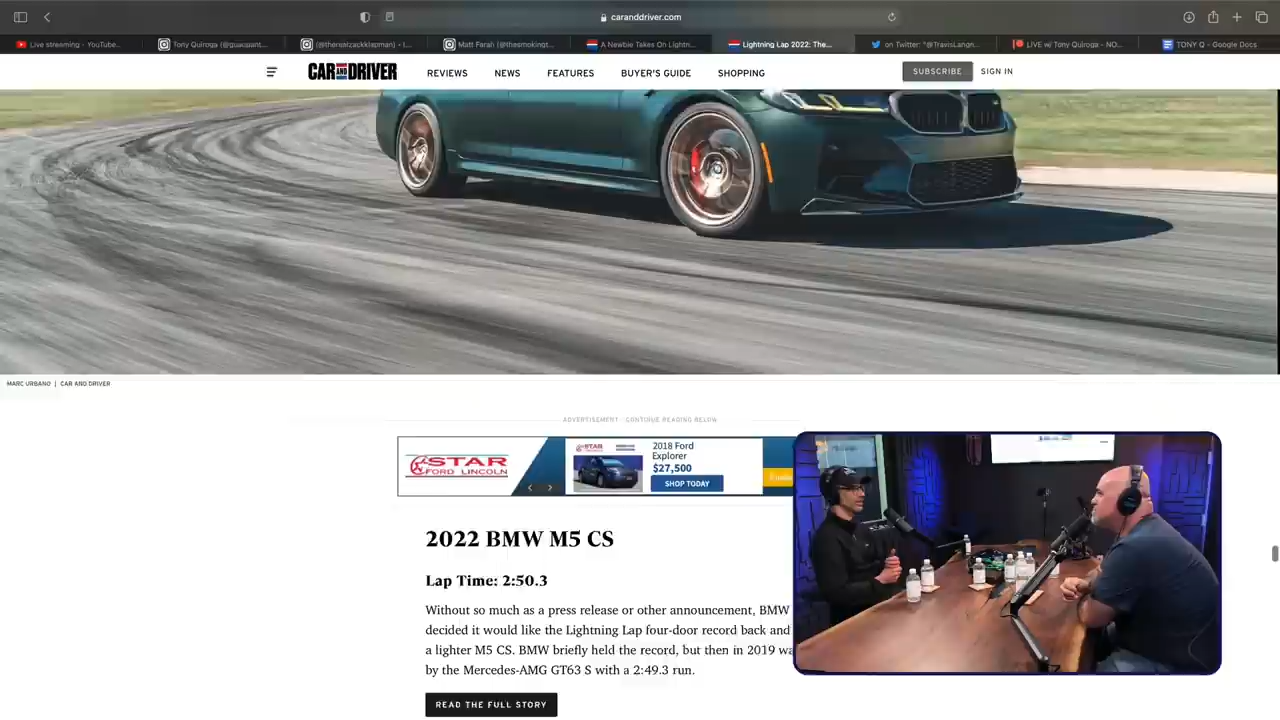 caranddriver.com
Live streaming - YouTube...
Tony Quiroga (@guaquant...
(@therealzackklapman) - I...
Matt Farah (@thesmokingt...
A Newbie Takes On Lightn...
Lightning Lap 2022: The...
on Twitter: "@TravisLangn...
LIVE w/ Tony Quiroga - NO...
TONY Q - Google Docs
CAR AND DRIVER
REVIEWS
NEWS
FEATURES
BUYER'S GUIDE
SHOPPING
SUBSCRIBE
SIGN IN
MARC URBANO | CAR AND DRIVER
ADVERTISEMENT - CONTINUE READING BELOW
STAR
FORD LINCOLN
STAR
2018 Ford
Explorer
$27,500
SHOP TODAY
2022 BMW M5 CS
Lap Time: 2:50.3
Without so much as a press release or other announcement, BMW
decided it would like the Lightning Lap four-door record back and
a lighter M5 CS. BMW briefly held the record, but then in 2019 wa
by the Mercedes-AMG GT63 S with a 2:49.3 run.
READ THE FULL STORY